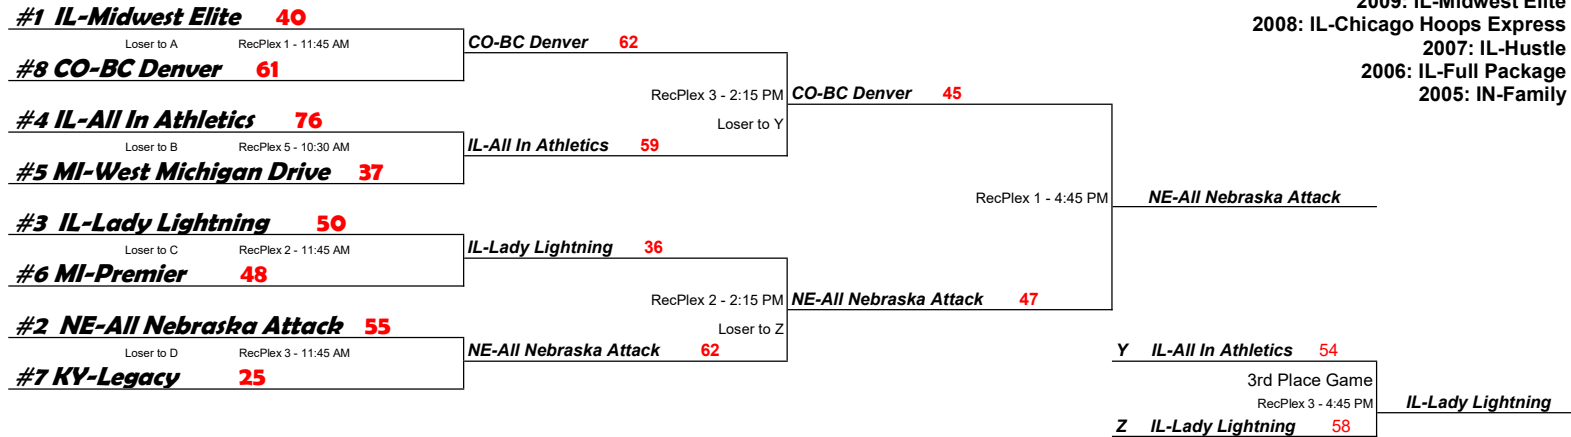 2009: IL-Midwest Elite
2008: IL-Chicago Hoops Express
2007: IL-Hustle
2006: IL-Full Package
2005: IN-Family
#1 IL-Midwest Elite 40
Loser to A RecPlex 1 - 11:45 AM
#8 CO-BC Denver 61
CO-BC Denver 62
RecPlex 3 - 2:15 PM
Loser to Y
CO-BC Denver 45
#4 IL-All In Athletics 76
Loser to B RecPlex 5 - 10:30 AM
#5 MI-West Michigan Drive 37
IL-All In Athletics 59
RecPlex 1 - 4:45 PM
NE-All Nebraska Attack
#3 IL-Lady Lightning 50
Loser to C RecPlex 2 - 11:45 AM
#6 MI-Premier 48
IL-Lady Lightning 36
RecPlex 2 - 2:15 PM
Loser to Z
NE-All Nebraska Attack 47
#2 NE-All Nebraska Attack 55
Loser to D RecPlex 3 - 11:45 AM
#7 KY-Legacy 25
NE-All Nebraska Attack 62
Y IL-All In Athletics 54
3rd Place Game
RecPlex 3 - 4:45 PM
Z IL-Lady Lightning 58
IL-Lady Lightning